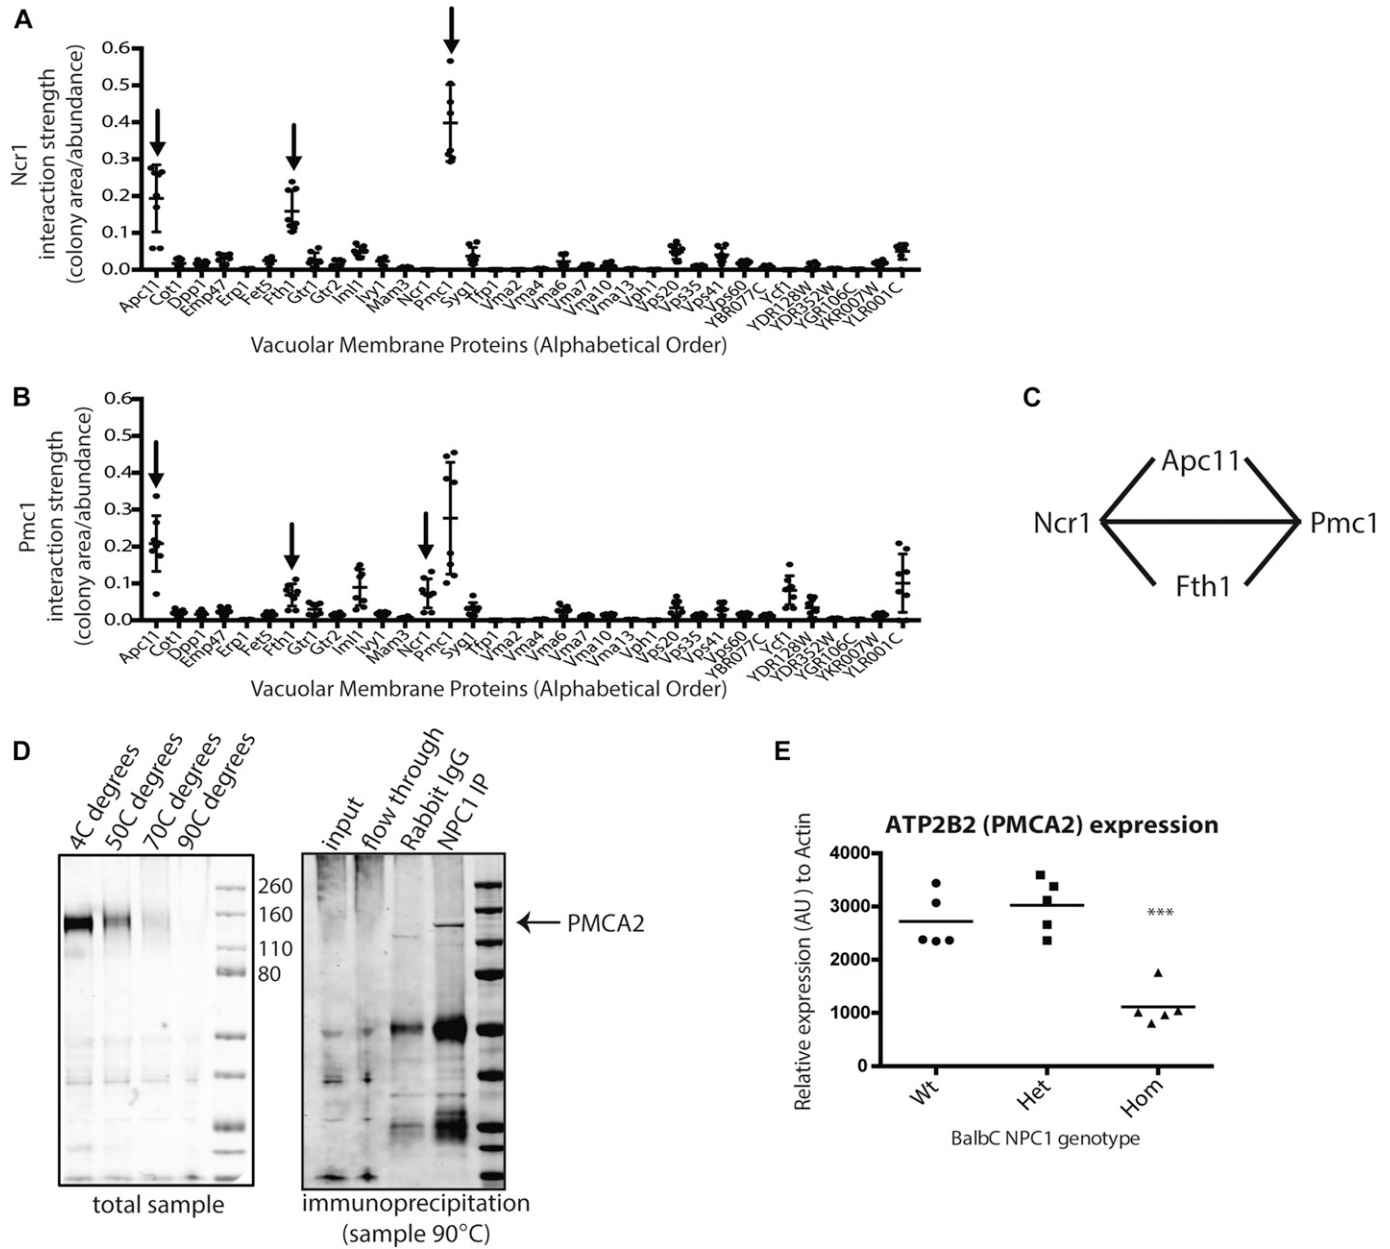 A
Ncr1
interaction strength
(colony area/abundance)
0.6
0.5
0.4
0.3
0.2
0.1
0.0
Apc11
Cot1
Dpp1
Emp47
Erp1
Fet5
Fth1
Gtr1
Gtr2
Iml1
Ivy1
Mam3
Ncr1
Pmc1
Syg1
Tfp1
Vma2
Vma4
Vma6
Vma7
Vma10
Vma13
Vph1
Vps20
Vps35
Vps41
Vps60
YBR077C
Ycf1
YDR128W
YDR352W
YGR106C
YKR007W
YLR001C
Vacuolar Membrane Proteins (Alphabetical Order)
B
Pmc1
interaction strength
(colony area/abundance)
0.6
0.5
0.4
0.3
0.2
0.1
0.0
Apc11
Cot1
Dpp1
Emp47
Erp1
Fet5
Fth1
Gtr1
Gtr2
Iml1
Ivy1
Mam3
Ncr1
Pmc1
Syg1
Tfp1
Vma2
Vma4
Vma6
Vma7
Vma10
Vma13
Vph1
Vps20
Vps35
Vps41
Vps60
YBR077C
Ycf1
YDR128W
YDR352W
YGR106C
YKR007W
YLR001C
Vacuolar Membrane Proteins (Alphabetical Order)
C
Apc11
Ncr1
Pmc1
Fth1
D
4C degrees
50C degrees
70C degrees
90C degrees
260
160
110
80
total sample
input
flow through
Rabbit IgG
NPC1 IP
PMCA2
immunoprecipitation
(sample 90°C)
E
ATP2B2 (PMCA2) expression
Relative expression (AU ) to Actin
4000
3000
2000
1000
0
***
Wt
Het
Hom
BalbC NPC1 genotype